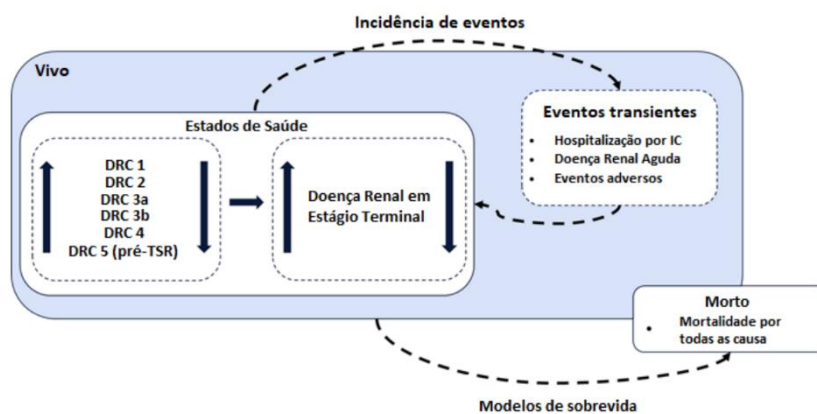 Incidência de eventos
Vivo
Estados de Saúde
DRC 1
DRC 2
DRC 3a
DRC 3b
DRC 4
DRC 5 (pré-TSR)
Doença Renal em
Estágio Terminal
Eventos transientes
• Hospitalização por IC
• Doença Renal Aguda
• Eventos adversos
Morto
• Mortalidade por
todas as causa
Modelos de sobrevida